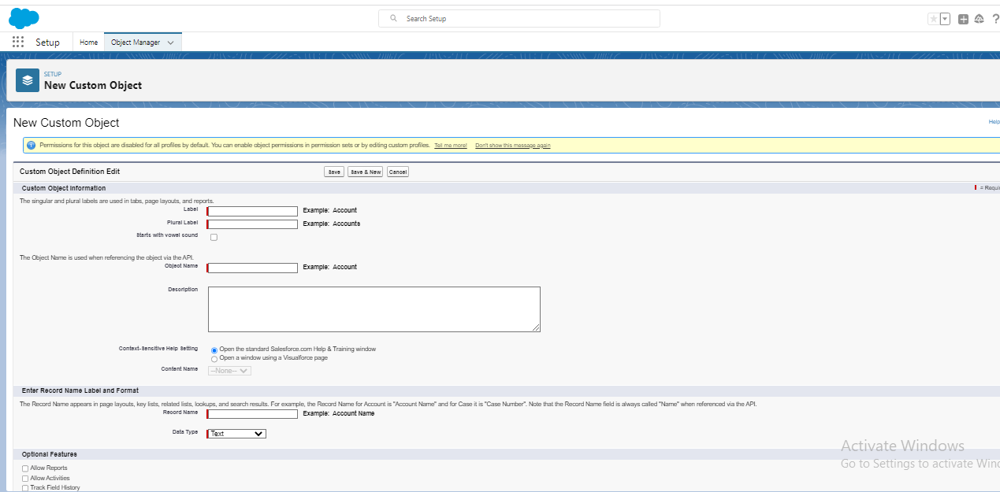 Search Setup
Setup Home Object Manager
SETUP
New Custom Object
New Custom Object
Help
Permissions for this object are disabled for all profiles by default. You can enable object permissions in permission sets or by editing custom profiles. Tell me more! Don't show this message again
Custom Object Definition Edit Save Save & New Cancel
Custom Object Information = Requi
The singular and plural labels are used in tabs, page layouts, and reports.
Label Example: Account
Plural Label Example: Accounts
Starts with vowel sound
The Object Name is used when referencing the object via the API.
Object Name Example: Account
Description
Context-Sensitive Help Setting Open the standard Salesforce.com Help & Training window
Open a window using a Visualforce page
Content Name --None--
Enter Record Name Label and Format
The Record Name appears in page layouts, key lists, related lists, lookups, and search results. For example, the Record Name for Account is "Account Name" and for Case it is "Case Number". Note that the Record Name field is always called "Name" when referenced via the API.
Record Name Example: Account Name
Data Type Text
Activate Windows
Go to Settings to activate Win
Optional Features
Allow Reports
Allow Activities
Track Field History